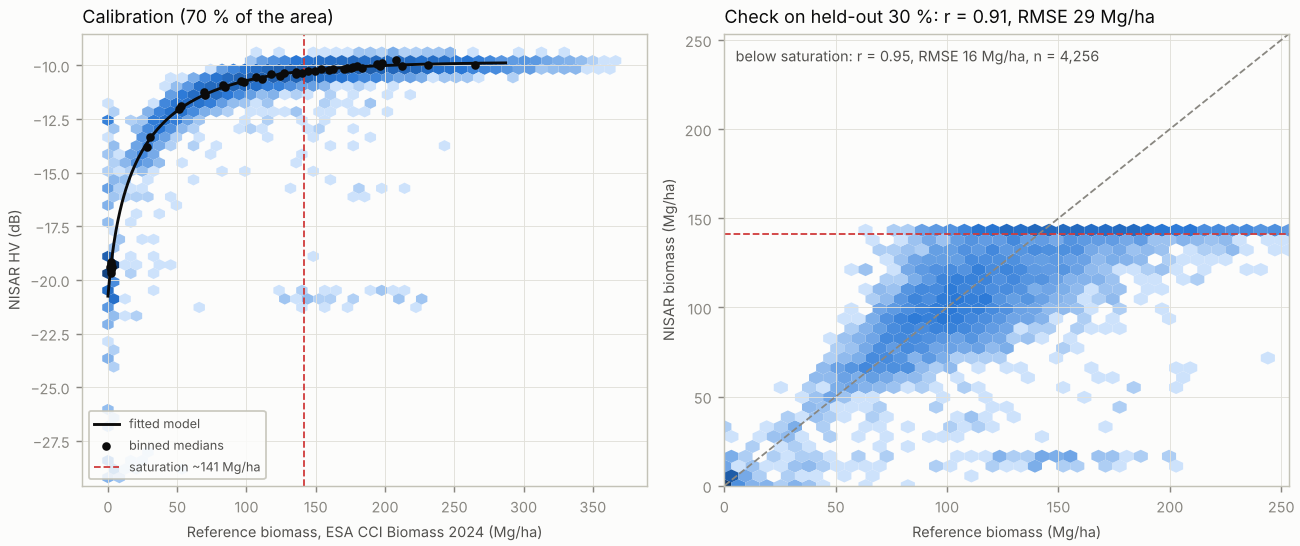 Calibration (70 % of the area)
−10.0
−12.5
−15.0
−17.5
−20.0
−22.5
−25.0
−27.5
NISAR HV (dB)
fitted model
binned medians
saturation ~141 Mg/ha
0 50 100 150 200 250 300 350
Reference biomass, ESA CCI Biomass 2024 (Mg/ha)
Check on held-out 30 %: r = 0.91, RMSE 29 Mg/ha
below saturation: r = 0.95, RMSE 16 Mg/ha, n = 4,256
250
200
150
100
50
0
NISAR biomass (Mg/ha)
0 50 100 150 200 250
Reference biomass (Mg/ha)